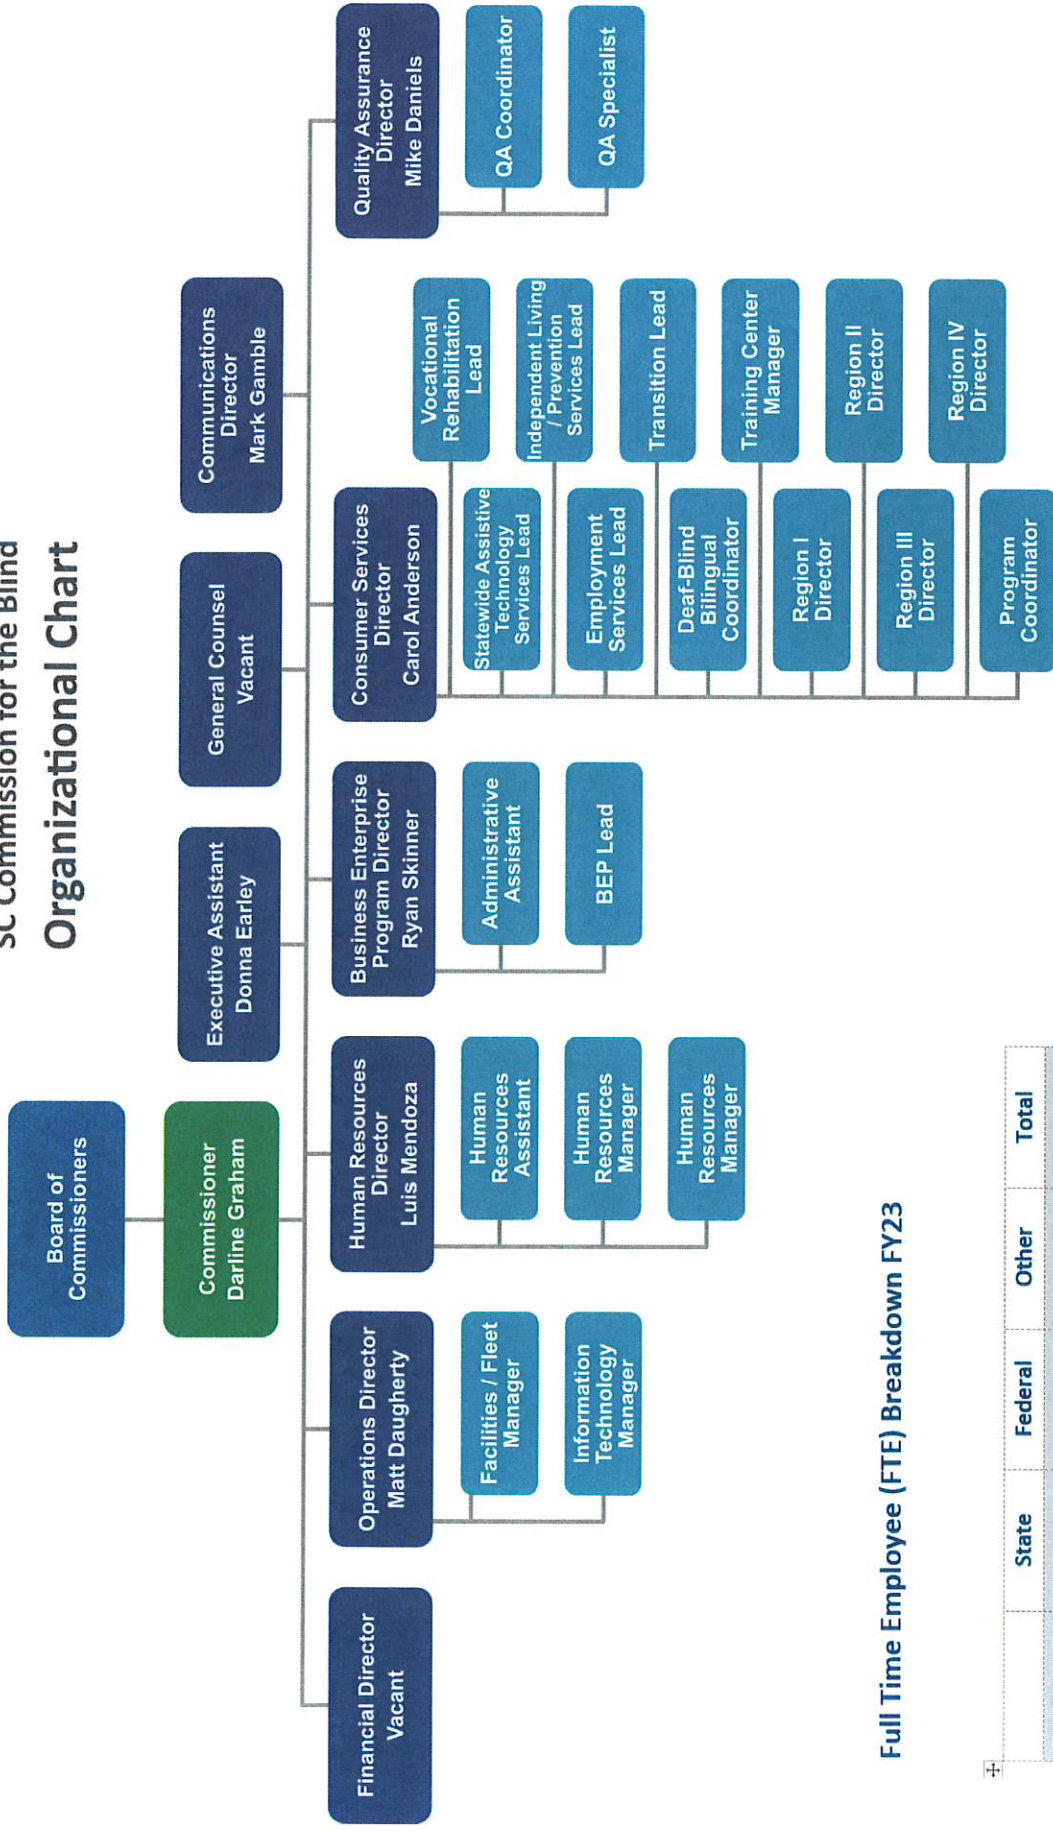 SC Commission for the Blind
Organizational Chart
Board of
Commissioners
Commissioner
Darline Graham
Executive Assistant
Donna Earley
General Counsel
Vacant
Communications
Director
Mark Gamble
Financial Director
Vacant
Operations Director
Matt Daugherty
Facilities / Fleet
Manager
Information
Technology
Manager
Human Resources
Director
Luis Mendoza
Human
Resources
Assistant
Human
Resources
Manager
Human
Resources
Manager
Business Enterprise
Program Director
Ryan Skinner
Administrative
Assistant
BEP Lead
Consumer Services
Director
Carol Anderson
Vocational
Rehabilitation
Lead
Statewide Assistive
Technology
Services Lead
Independent Living
/ Prevention
Services Lead
Employment
Services Lead
Transition Lead
Deaf-Blind
Bilingual
Coordinator
Training Center
Manager
Region I
Director
Region II
Director
Region III
Director
Region IV
Director
Program
Coordinator
Quality Assurance
Director
Mike Daniels
QA Coordinator
QA Specialist
Full Time Employee (FTE) Breakdown FY23
State Federal Other Total